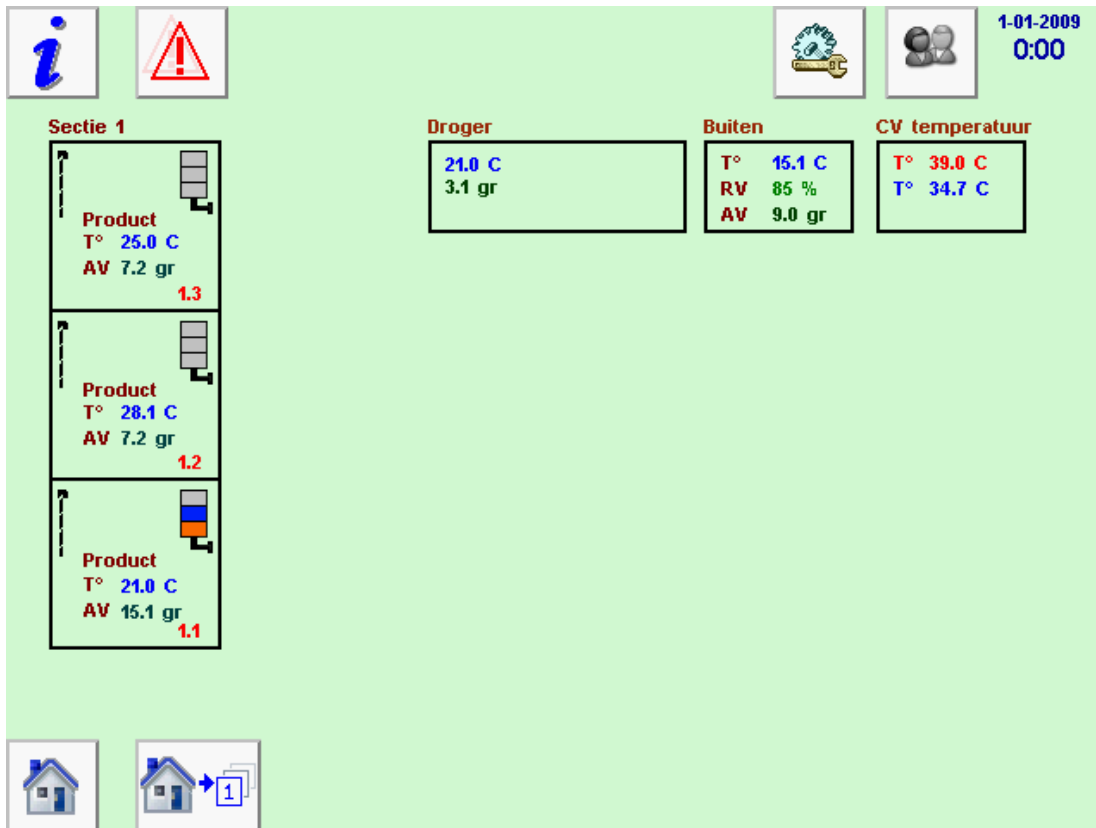 1-01-2009
0:00
Sectie 1
Product
T° 25.0 C
AV 7.2 gr
1.3
Product
T° 28.1 C
AV 7.2 gr
1.2
Product
T° 21.0 C
AV 15.1 gr
1.1
Droger
21.0 C
3.1 gr
Buiten
T° 15.1 C
RV 85 %
AV 9.0 gr
CV temperatuur
T° 39.0 C
T° 34.7 C
1